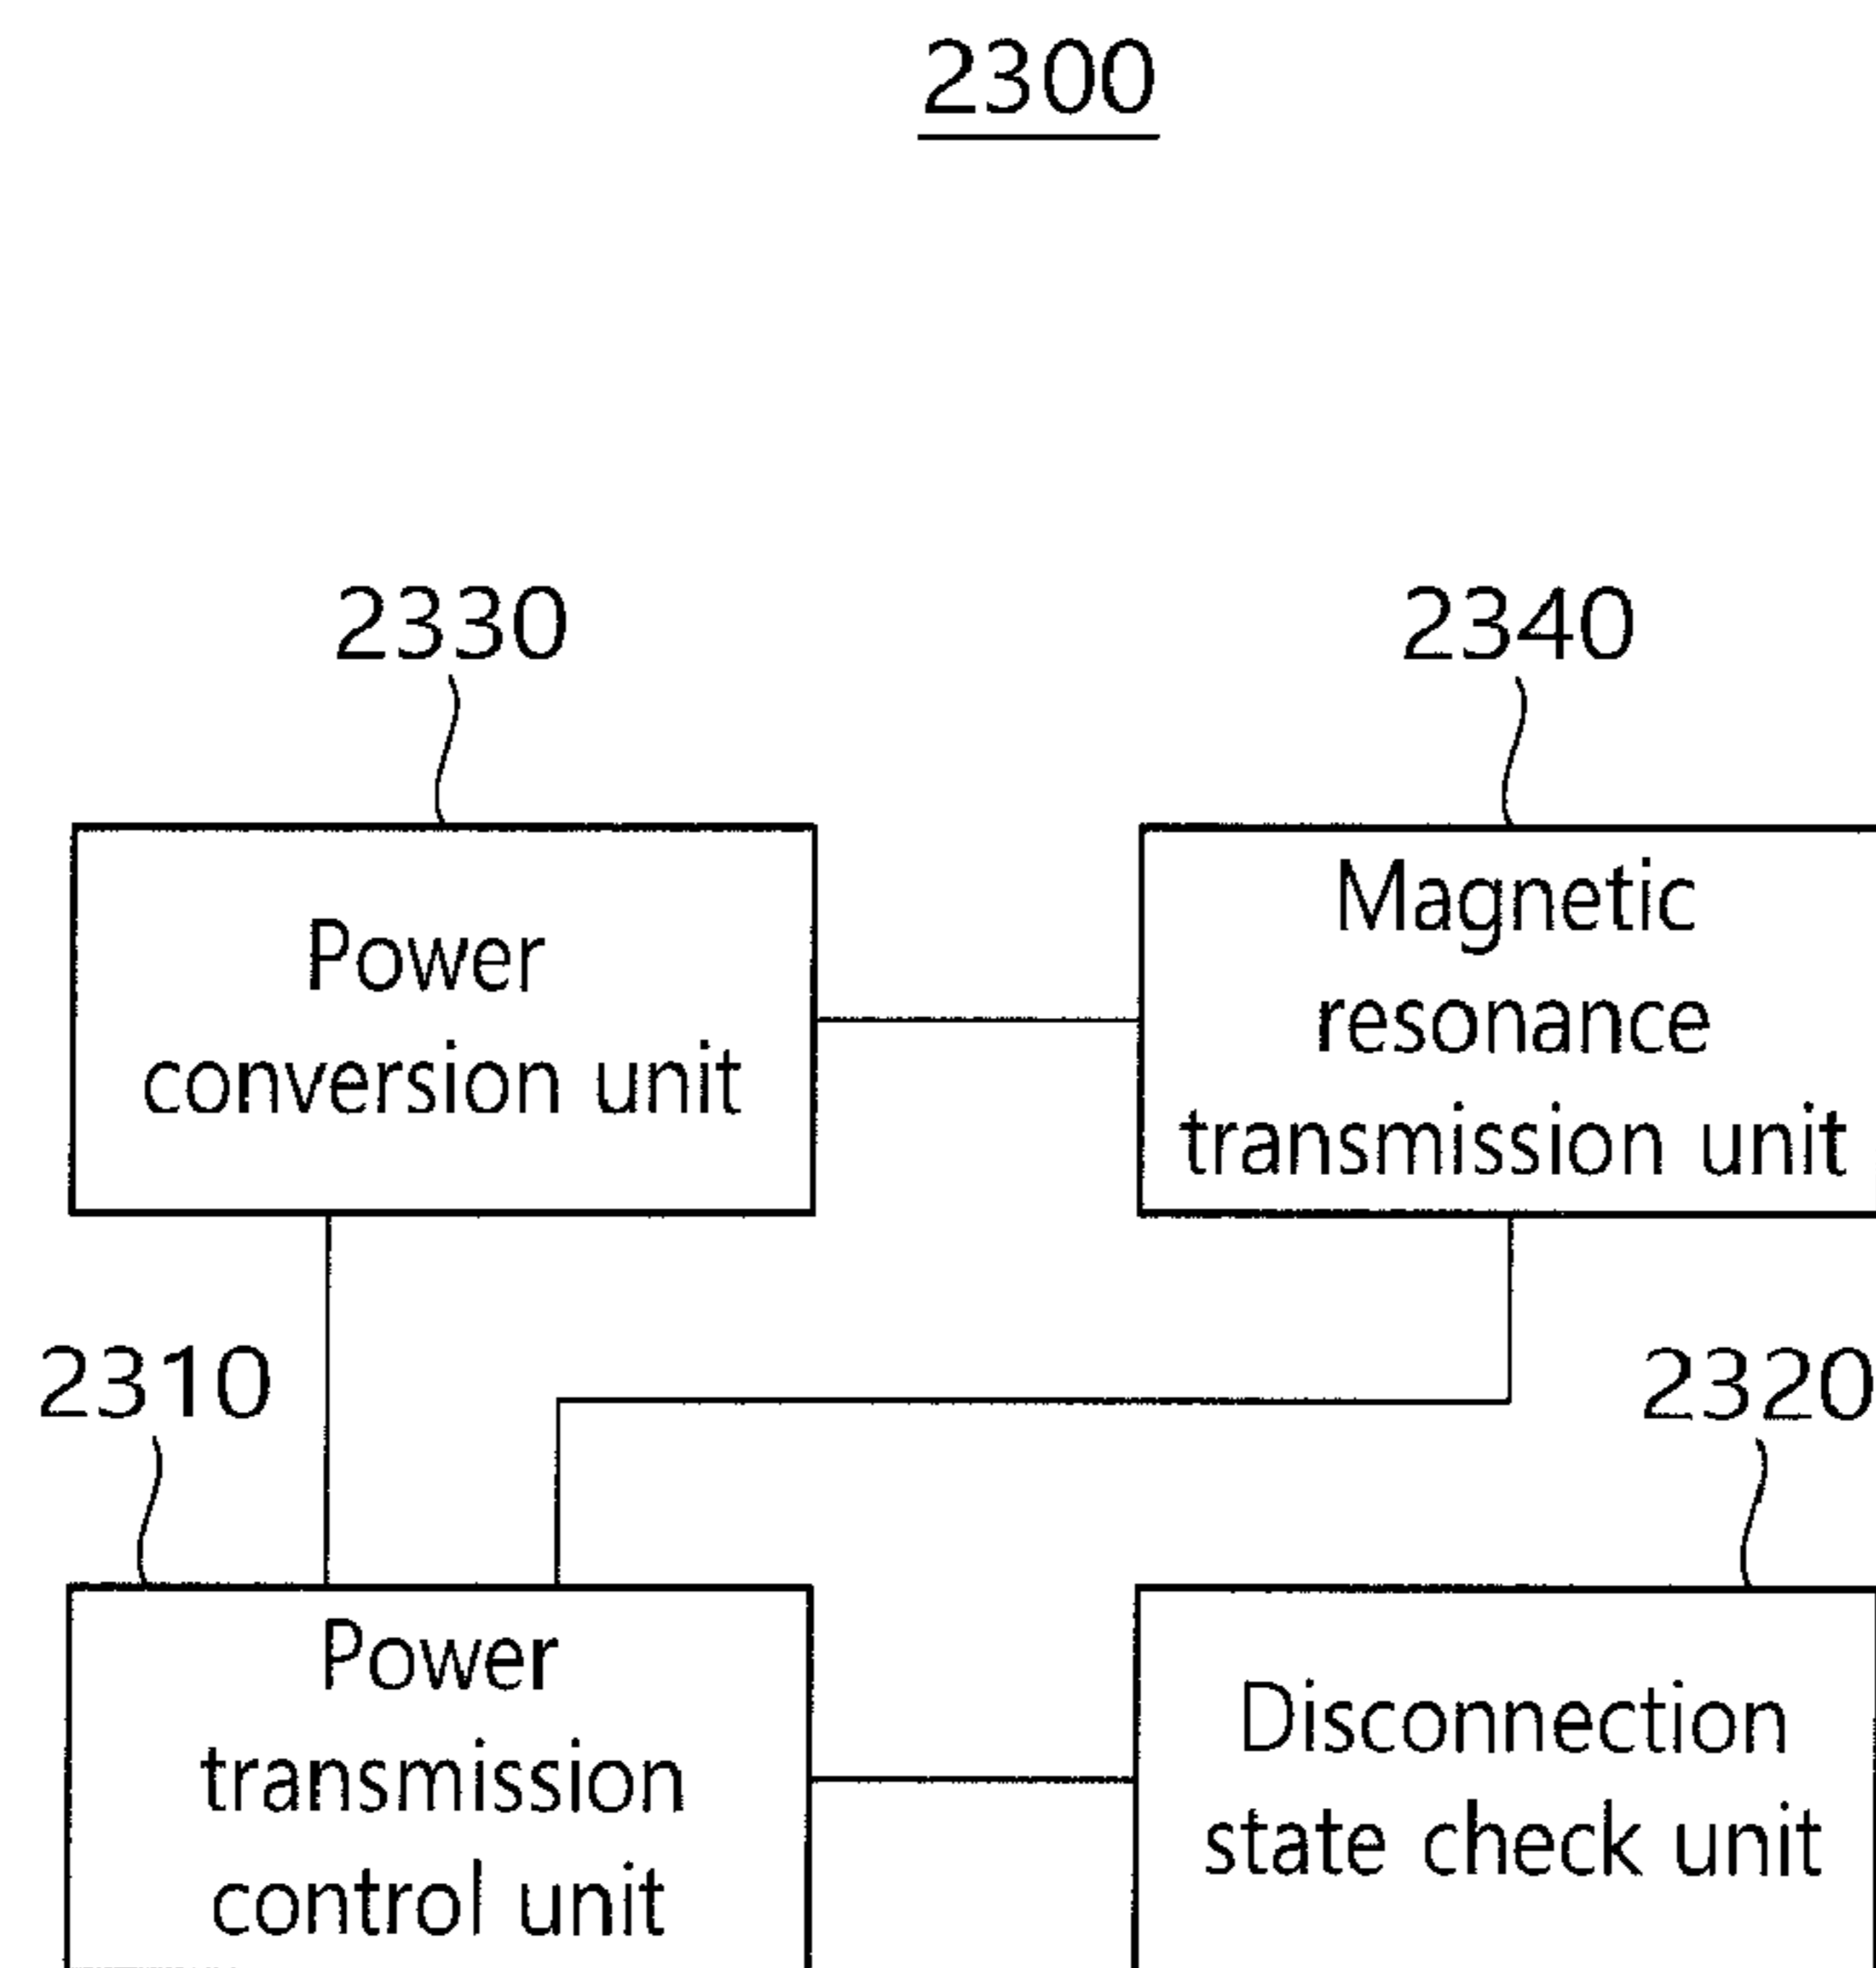 2300
2330
2340
Power
conversion unit
Magnetic
resonance
transmission unit
2310
2320
Power
transmission
control unit
Disconnection
state check unit